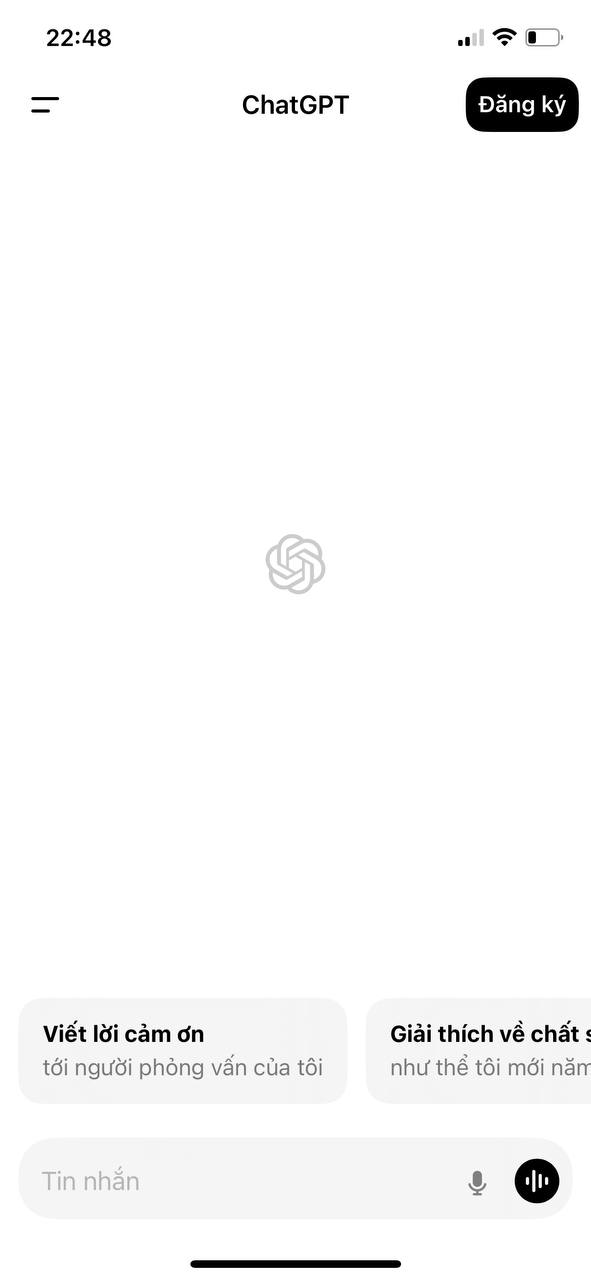 22:48
ChatGPT
Đăng ký
Viết lời cảm ơn
tới người phỏng vấn của tôi
Giải thích về chất
như thể tôi mới năm
Tin nhắn